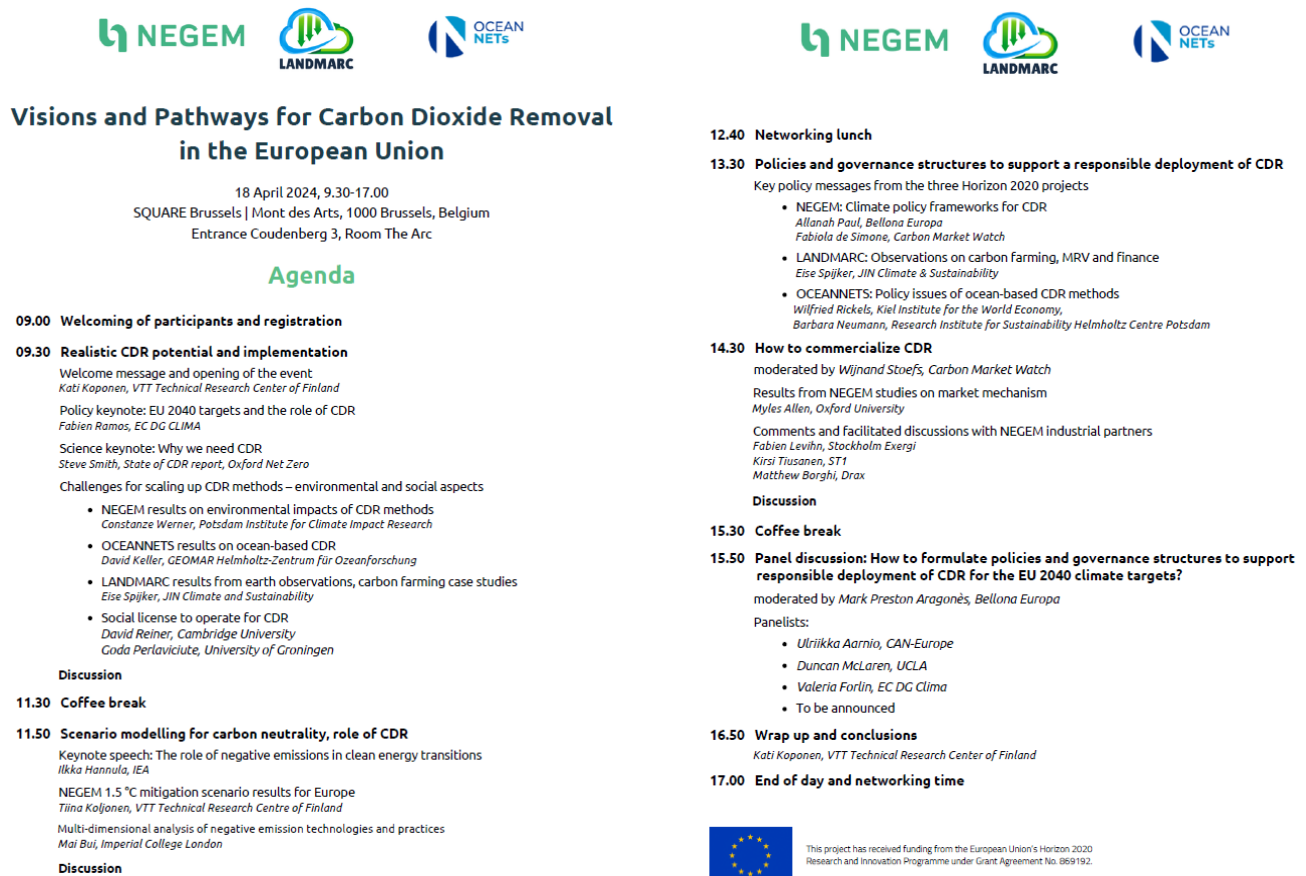 NEGEM
LANDMARC
OCEAN
NETs
Visions and Pathways for Carbon Dioxide Removal
in the European Union
18 April 2024, 9.30-17.00
SQUARE Brussels | Mont des Arts, 1000 Brussels, Belgium
Entrance Coudenberg 3, Room The Arc
Agenda
09.00 Welcoming of participants and registration
09.30 Realistic CDR potential and implementation
Welcome message and opening of the event
Kati Koponen, VTT Technical Research Center of Finland
Policy keynote: EU 2040 targets and the role of CDR
Fabien Ramos, EC DG CLIMA
Science keynote: Why we need CDR
Steve Smith, State of CDR report, Oxford Net Zero
Challenges for scaling up CDR methods – environmental and social aspects
• NEGEM results on environmental impacts of CDR methods
Constanze Werner, Potsdam Institute for Climate Impact Research
• OCEANNETS results on ocean-based CDR
David Keller, GEOMAR Helmholtz-Zentrum für Ozeanforschung
• LANDMARC results from earth observations, carbon farming case studies
Eise Spijker, JIN Climate and Sustainability
• Social license to operate for CDR
David Reiner, Cambridge University
Goda Perlaviciute, University of Groningen
Discussion
11.30 Coffee break
11.50 Scenario modelling for carbon neutrality, role of CDR
Keynote speech: The role of negative emissions in clean energy transitions
Ilkka Hannula, IEA
NEGEM 1.5 °C mitigation scenario results for Europe
Tiina Koljonen, VTT Technical Research Centre of Finland
Multi-dimensional analysis of negative emission technologies and practices
Mai Bui, Imperial College London
Discussion
NEGEM
LANDMARC
OCEAN
NETs
12.40 Networking lunch
13.30 Policies and governance structures to support a responsible deployment of CDR
Key policy messages from the three Horizon 2020 projects
• NEGEM: Climate policy frameworks for CDR
Allanah Paul, Bellona Europa
Fabiola de Simone, Carbon Market Watch
• LANDMARC: Observations on carbon farming, MRV and finance
Eise Spijker, JIN Climate & Sustainability
• OCEANNETS: Policy issues of ocean-based CDR methods
Wilfried Rickels, Kiel Institute for the World Economy,
Barbara Neumann, Research Institute for Sustainability Helmholtz Centre Potsdam
14.30 How to commercialize CDR
moderated by Wijnand Stoefs, Carbon Market Watch
Results from NEGEM studies on market mechanism
Myles Allen, Oxford University
Comments and facilitated discussions with NEGEM industrial partners
Fabien Levihn, Stockholm Exergi
Kirsi Tiusanen, ST1
Matthew Borghi, Drax
Discussion
15.30 Coffee break
15.50 Panel discussion: How to formulate policies and governance structures to support
responsible deployment of CDR for the EU 2040 climate targets?
moderated by Mark Preston Aragonès, Bellona Europa
Panelists:
• Ulriikka Aarnio, CAN-Europe
• Duncan McLaren, UCLA
• Valeria Forlin, EC DG Clima
• To be announced
16.50 Wrap up and conclusions
Kati Koponen, VTT Technical Research Center of Finland
17.00 End of day and networking time
This project has received funding from the European Union's Horizon 2020
Research and Innovation Programme under Grant Agreement No. 869192.